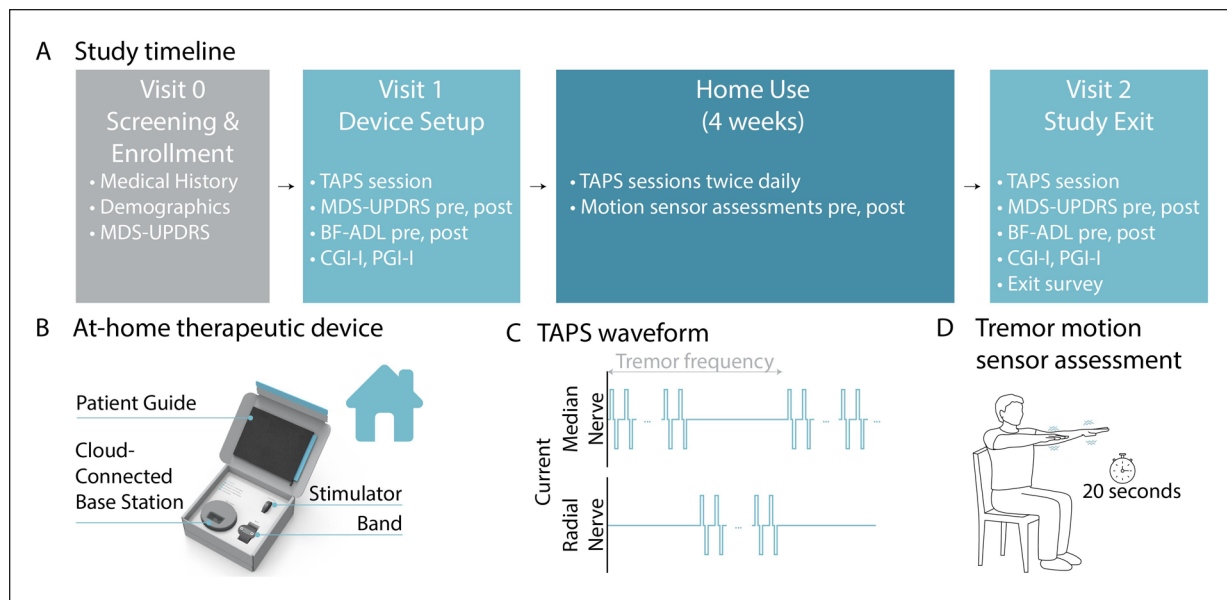 A Study timeline
Visit 0
Screening &
Enrollment
• Medical History
• Demographics
• MDS-UPDRS
Visit 1
Device Setup
• TAPS session
• MDS-UPDRS pre, post
• BF-ADL pre, post
• CGI-I, PGI-I
Home Use
(4 weeks)
• TAPS sessions twice daily
• Motion sensor assessments pre, post
Visit 2
Study Exit
• TAPS session
• MDS-UPDRS pre, post
• BF-ADL pre, post
• CGI-I, PGI-I
• Exit survey
B At-home therapeutic device
Patient Guide
Cloud-
Connected
Base Station
Stimulator
Band
C TAPS waveform
Tremor frequency
Current
Median
Nerve
... ... ... ...
Radial
Nerve
...
D Tremor motion
sensor assessment
20 seconds